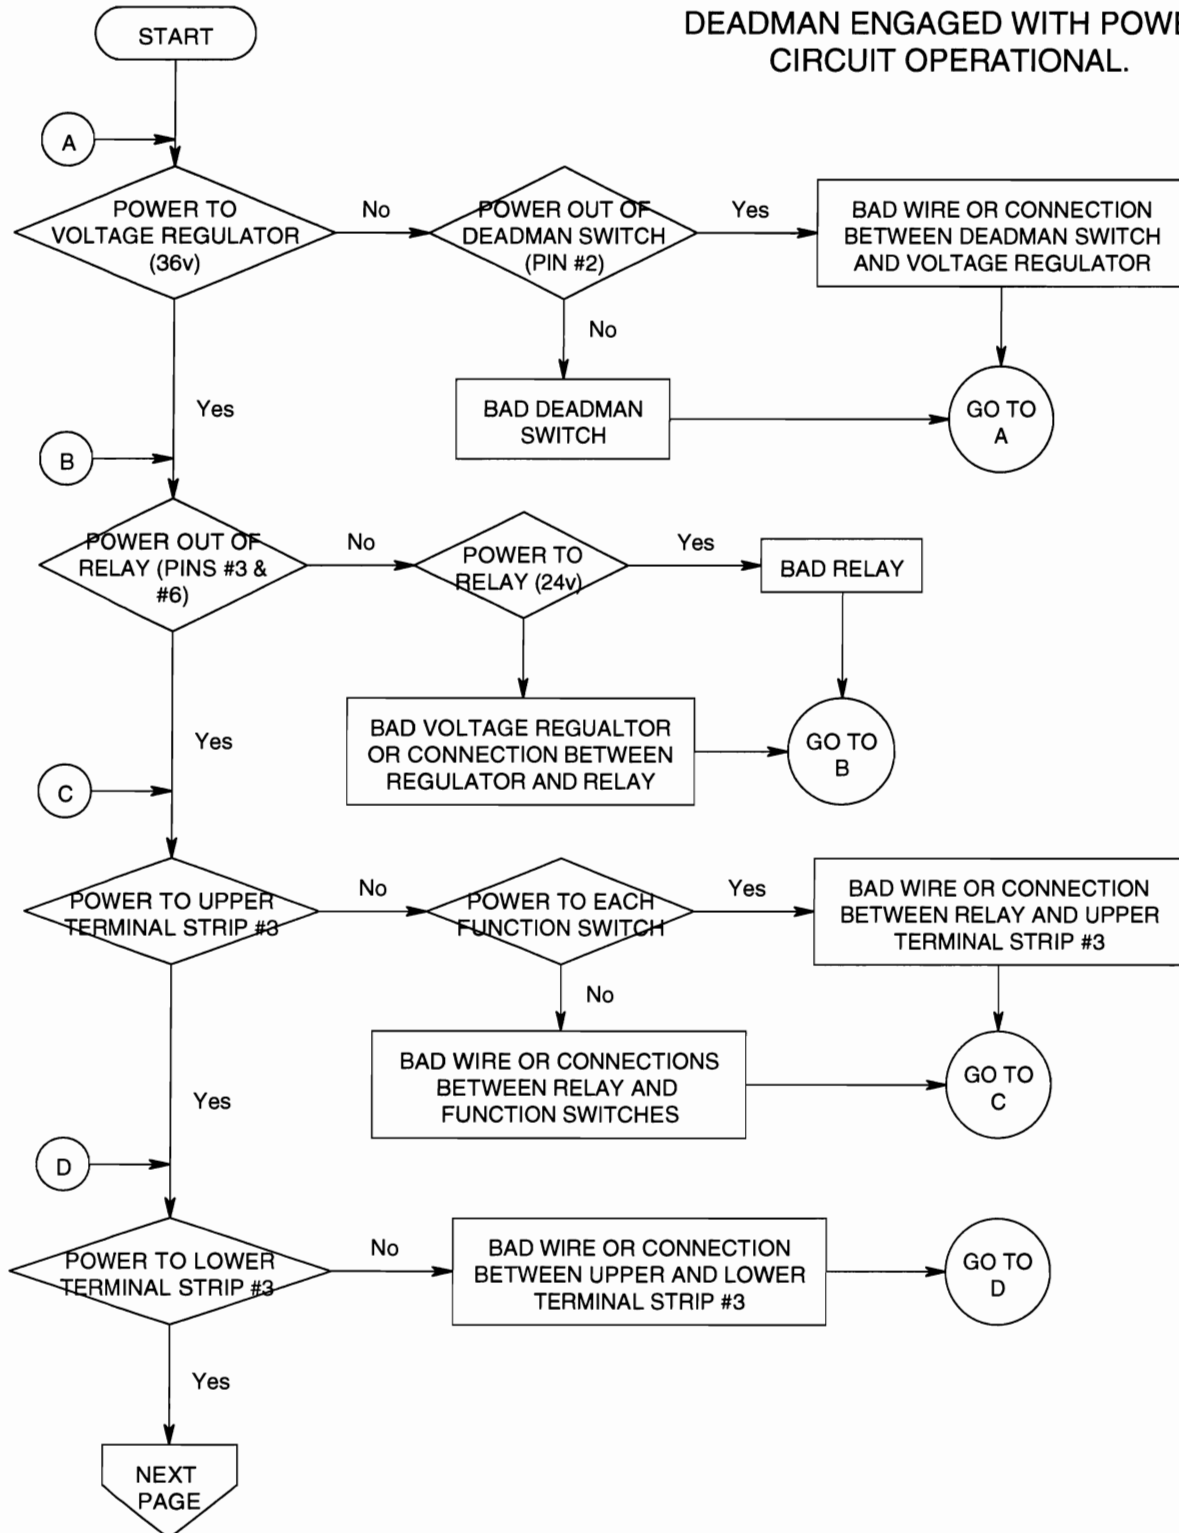 START
DEADMAN ENGAGED WITH POWE
CIRCUIT OPERATIONAL.
A
POWER TO
VOLTAGE REGULATOR
(36v)
No
POWER OUT OF
DEADMAN SWITCH
(PIN #2)
Yes
BAD WIRE OR CONNECTION
BETWEEN DEADMAN SWITCH
AND VOLTAGE REGULATOR
No
Yes
BAD DEADMAN
SWITCH
GO TO
A
B
POWER OUT OF
RELAY (PINS #3 &
#6)
No
POWER TO
RELAY (24v)
Yes
BAD RELAY
Yes
BAD VOLTAGE REGUALTOR
OR CONNECTION BETWEEN
REGULATOR AND RELAY
GO TO
B
C
POWER TO UPPER
TERMINAL STRIP #3
No
POWER TO EACH
FUNCTION SWITCH
Yes
BAD WIRE OR CONNECTION
BETWEEN RELAY AND UPPER
TERMINAL STRIP #3
No
Yes
BAD WIRE OR CONNECTIONS
BETWEEN RELAY AND
FUNCTION SWITCHES
GO TO
C
D
POWER TO LOWER
TERMINAL STRIP #3
No
BAD WIRE OR CONNECTION
BETWEEN UPPER AND LOWER
TERMINAL STRIP #3
GO TO
D
Yes
NEXT
PAGE